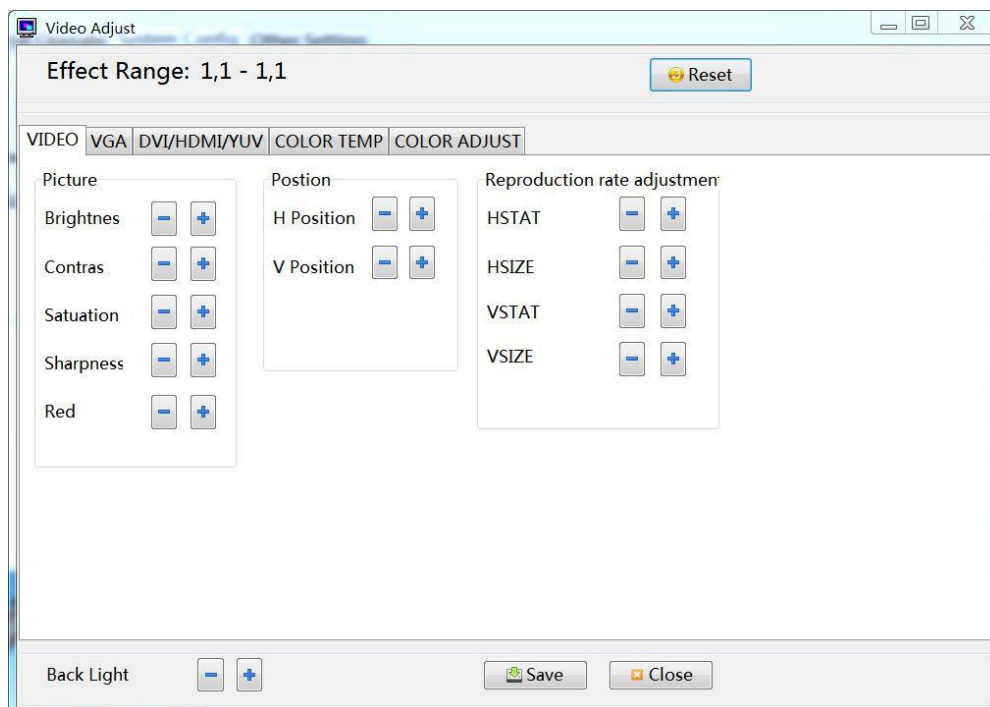 Video Adjust
Effect Range: 1,1 - 1,1
Reset
VIDEO VGA DVI/HDMI/YUV COLOR TEMP COLOR ADJUST
Picture
Brightnes
Contras
Satuation
Sharpness
Red
Postion
H Position
V Position
Reproduction rate adjustmen
HSTAT
HSIZE
VSTAT
VSIZE
Back Light
Save
Close